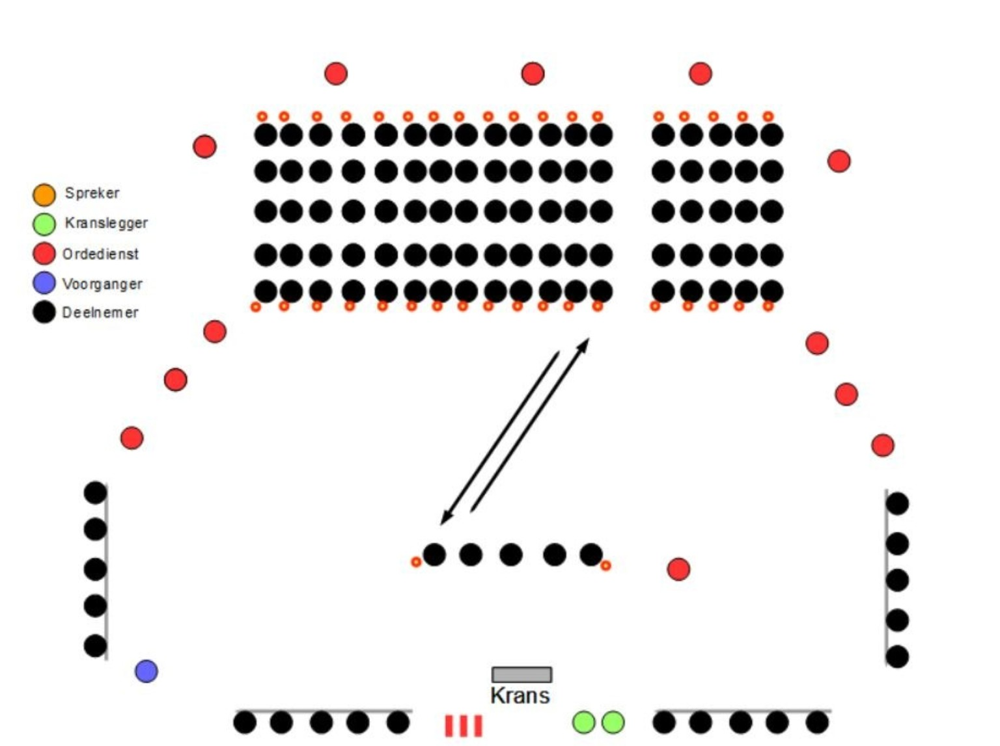 Spreker
Kranslegger
Ordedienst
Voorganger
Deelnemer
Krans